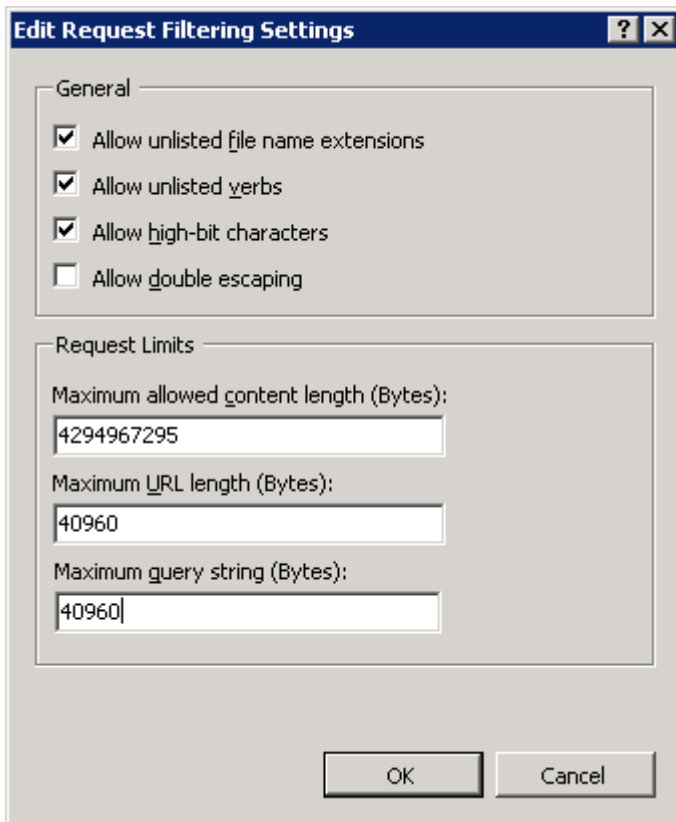 Edit Request Filtering Settings
General
Allow unlisted file name extensions
Allow unlisted verbs
Allow high-bit characters
Allow double escaping
Request Limits
Maximum allowed content length (Bytes):
4294967295
Maximum URL length (Bytes):
40960
Maximum query string (Bytes):
40960
OK Cancel